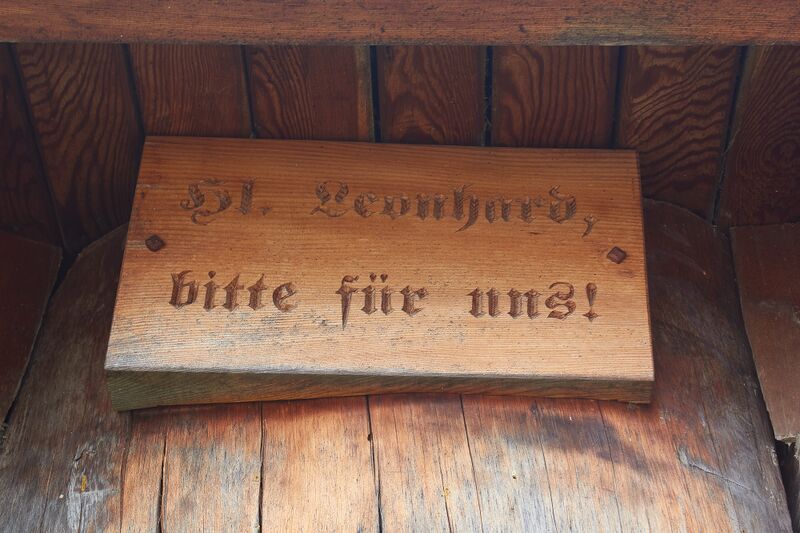 Hl. Leonhard,
bitte für uns!